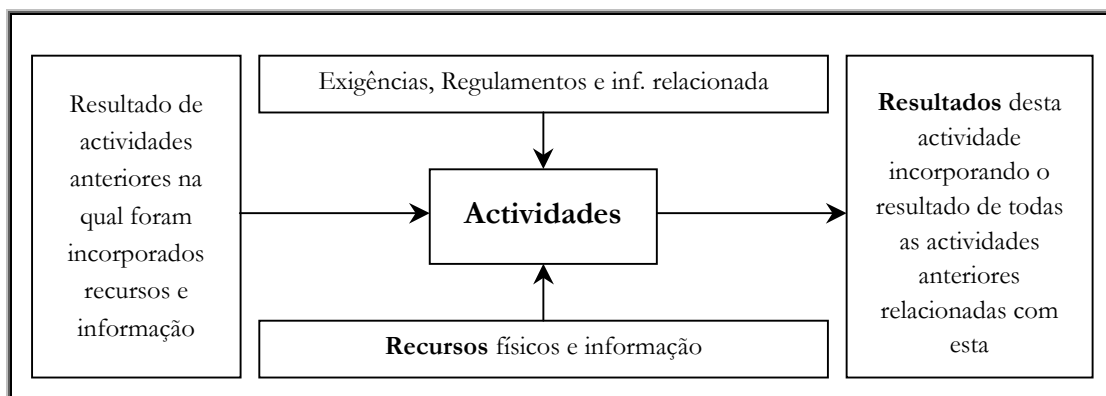 Resultado de
actividades
anteriores na
qual foram
incorporados
recursos e
informação
Exigências, Regulamentos e inf. relacionada
Actividades
Recursos físicos e informação
Resultados desta
actividade
incorporando o
resultado de todas
as actividades
anteriores
relacionadas com
esta